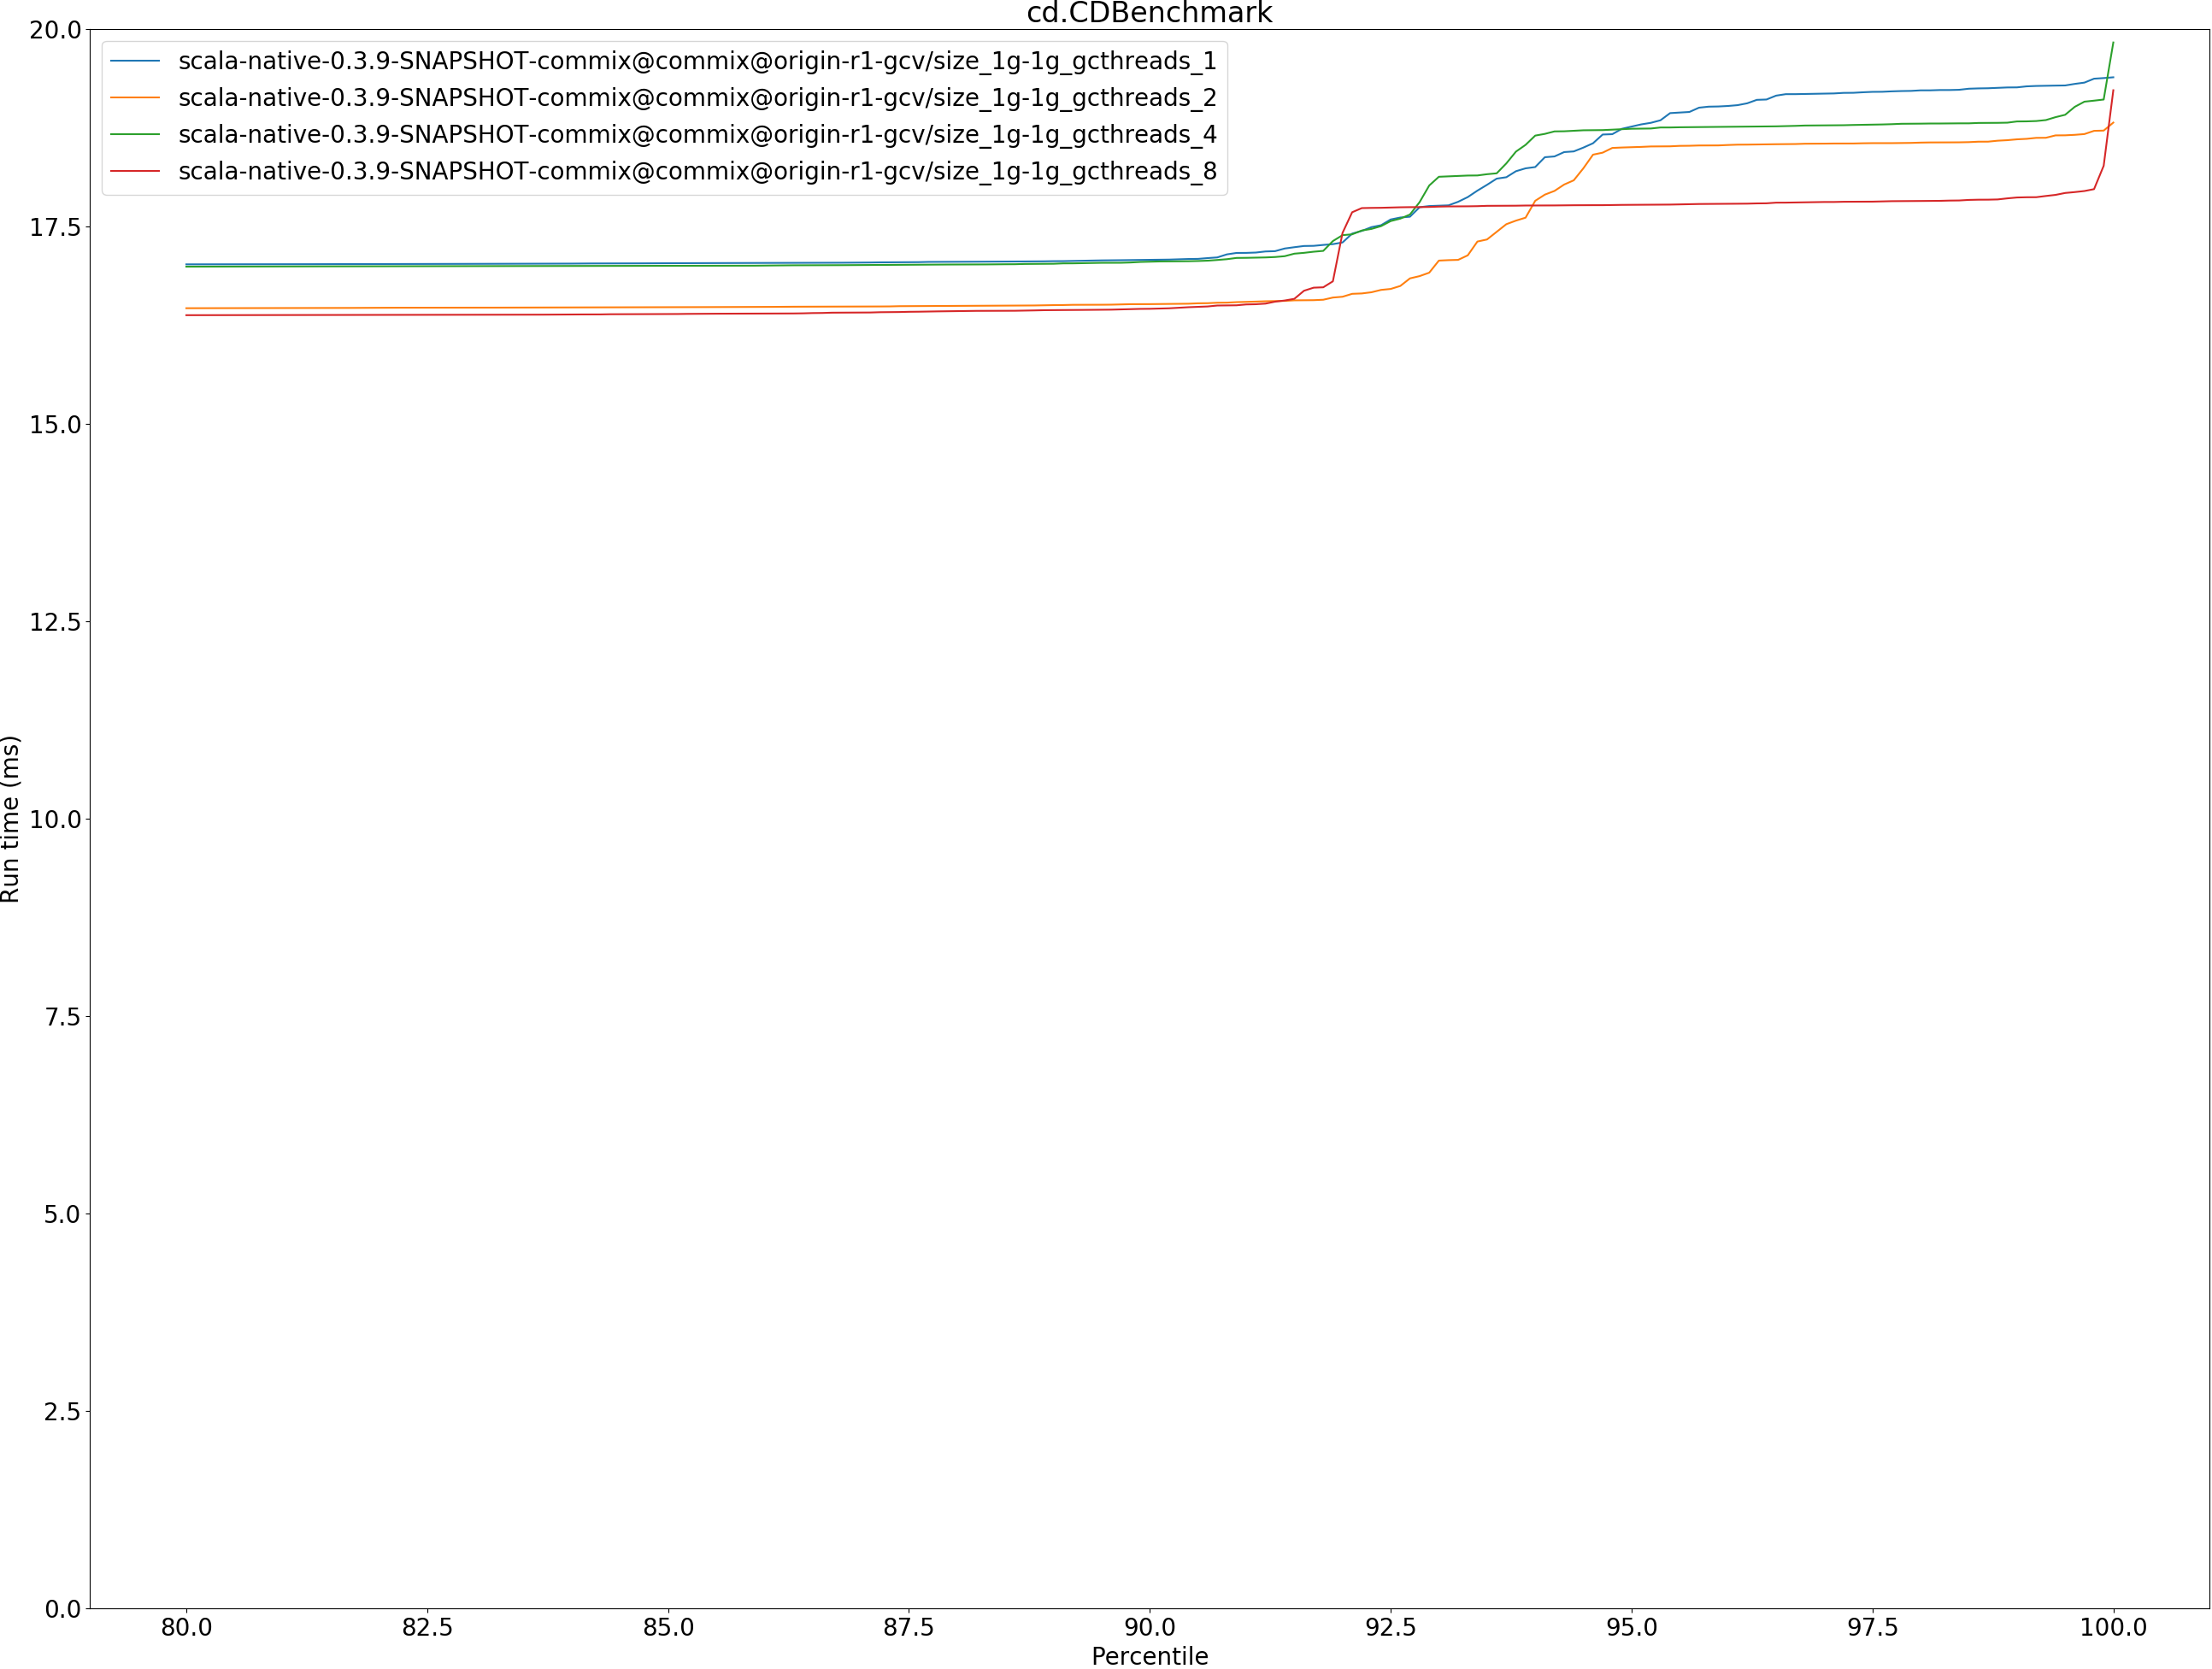 cd.CDBenchmark
scala-native-0.3.9-SNAPSHOT-commix@commix@origin-r1-gcv/size_1g-1g_gcthreads_1
scala-native-0.3.9-SNAPSHOT-commix@commix@origin-r1-gcv/size_1g-1g_gcthreads_2
scala-native-0.3.9-SNAPSHOT-commix@commix@origin-r1-gcv/size_1g-1g_gcthreads_4
scala-native-0.3.9-SNAPSHOT-commix@commix@origin-r1-gcv/size_1g-1g_gcthreads_8
20.0
17.5
15.0
12.5
10.0
7.5
5.0
2.5
0.0
Run time (ms)
80.0 82.5 85.0 87.5 90.0 92.5 95.0 97.5 100.0
Percentile